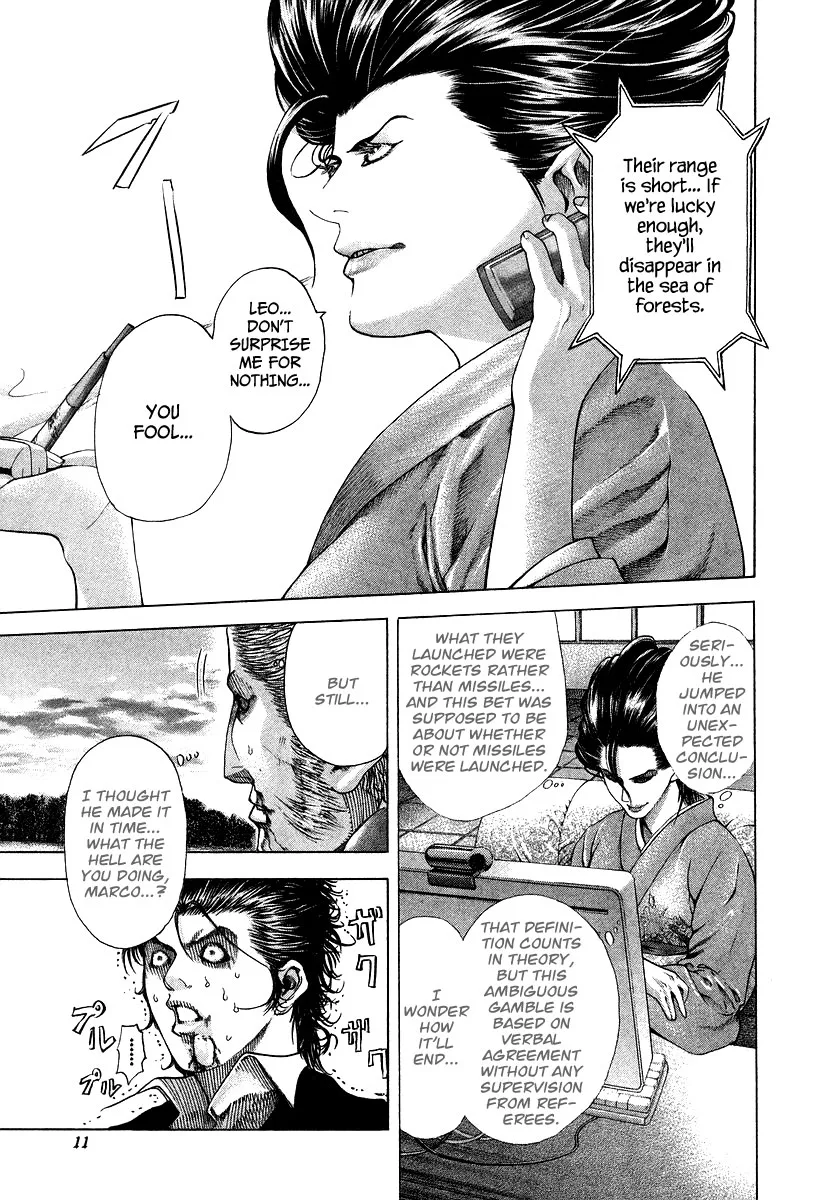 Their range
is short... If
we're lucky
enough,
they'll
disappear in
the sea of
forests.
LEO...
DON'T
SURPRISE
ME FOR
NOTHING...
YOU
FOOL...
SERI-
OUSLY...
HE
JUMPED
INTO AN
UNEX-
PECTED
CONCLU-
SION...
WHAT THEY
LAUNCHED WERE
ROCKETS RATHER
THAN MISSILES...
AND THIS BET WAS
SUPPOSED TO BE
ABOUT WHETHER
OR NOT MISSILES
WERE LAUNCHED.
THAT DEFINI-
TION COUNTS
IN THEORY,
BUT THIS
AMBIGUOUS
GAMBLE IS
BASED ON
VERBAL
AGREEMENT
WITHOUT ANY
SUPERVISION
FROM REF-
EREES.
I
WONDER
HOW
IT'LL
END...
BUT
STILL...
I THOUGHT
HE MADE IT
IN TIME...
WHAT THE
HELL ARE
YOU DOING,
MARCO...?
ザク
ザク
プル
プル
11